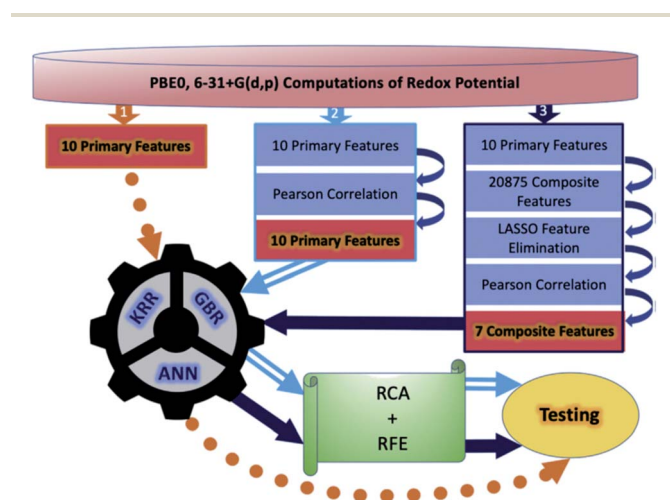 PBE0, 6-31+G(d,p) Computations of Redox Potential
1
2
3
10 Primary Features
10 Primary Features
Pearson Correlation
10 Primary Features
10 Primary Features
20875 Composite
Features
LASSO Feature
Elimination
Pearson Correlation
7 Composite Features
KRR
GBR
ANN
RCA
+
RFE
Testing